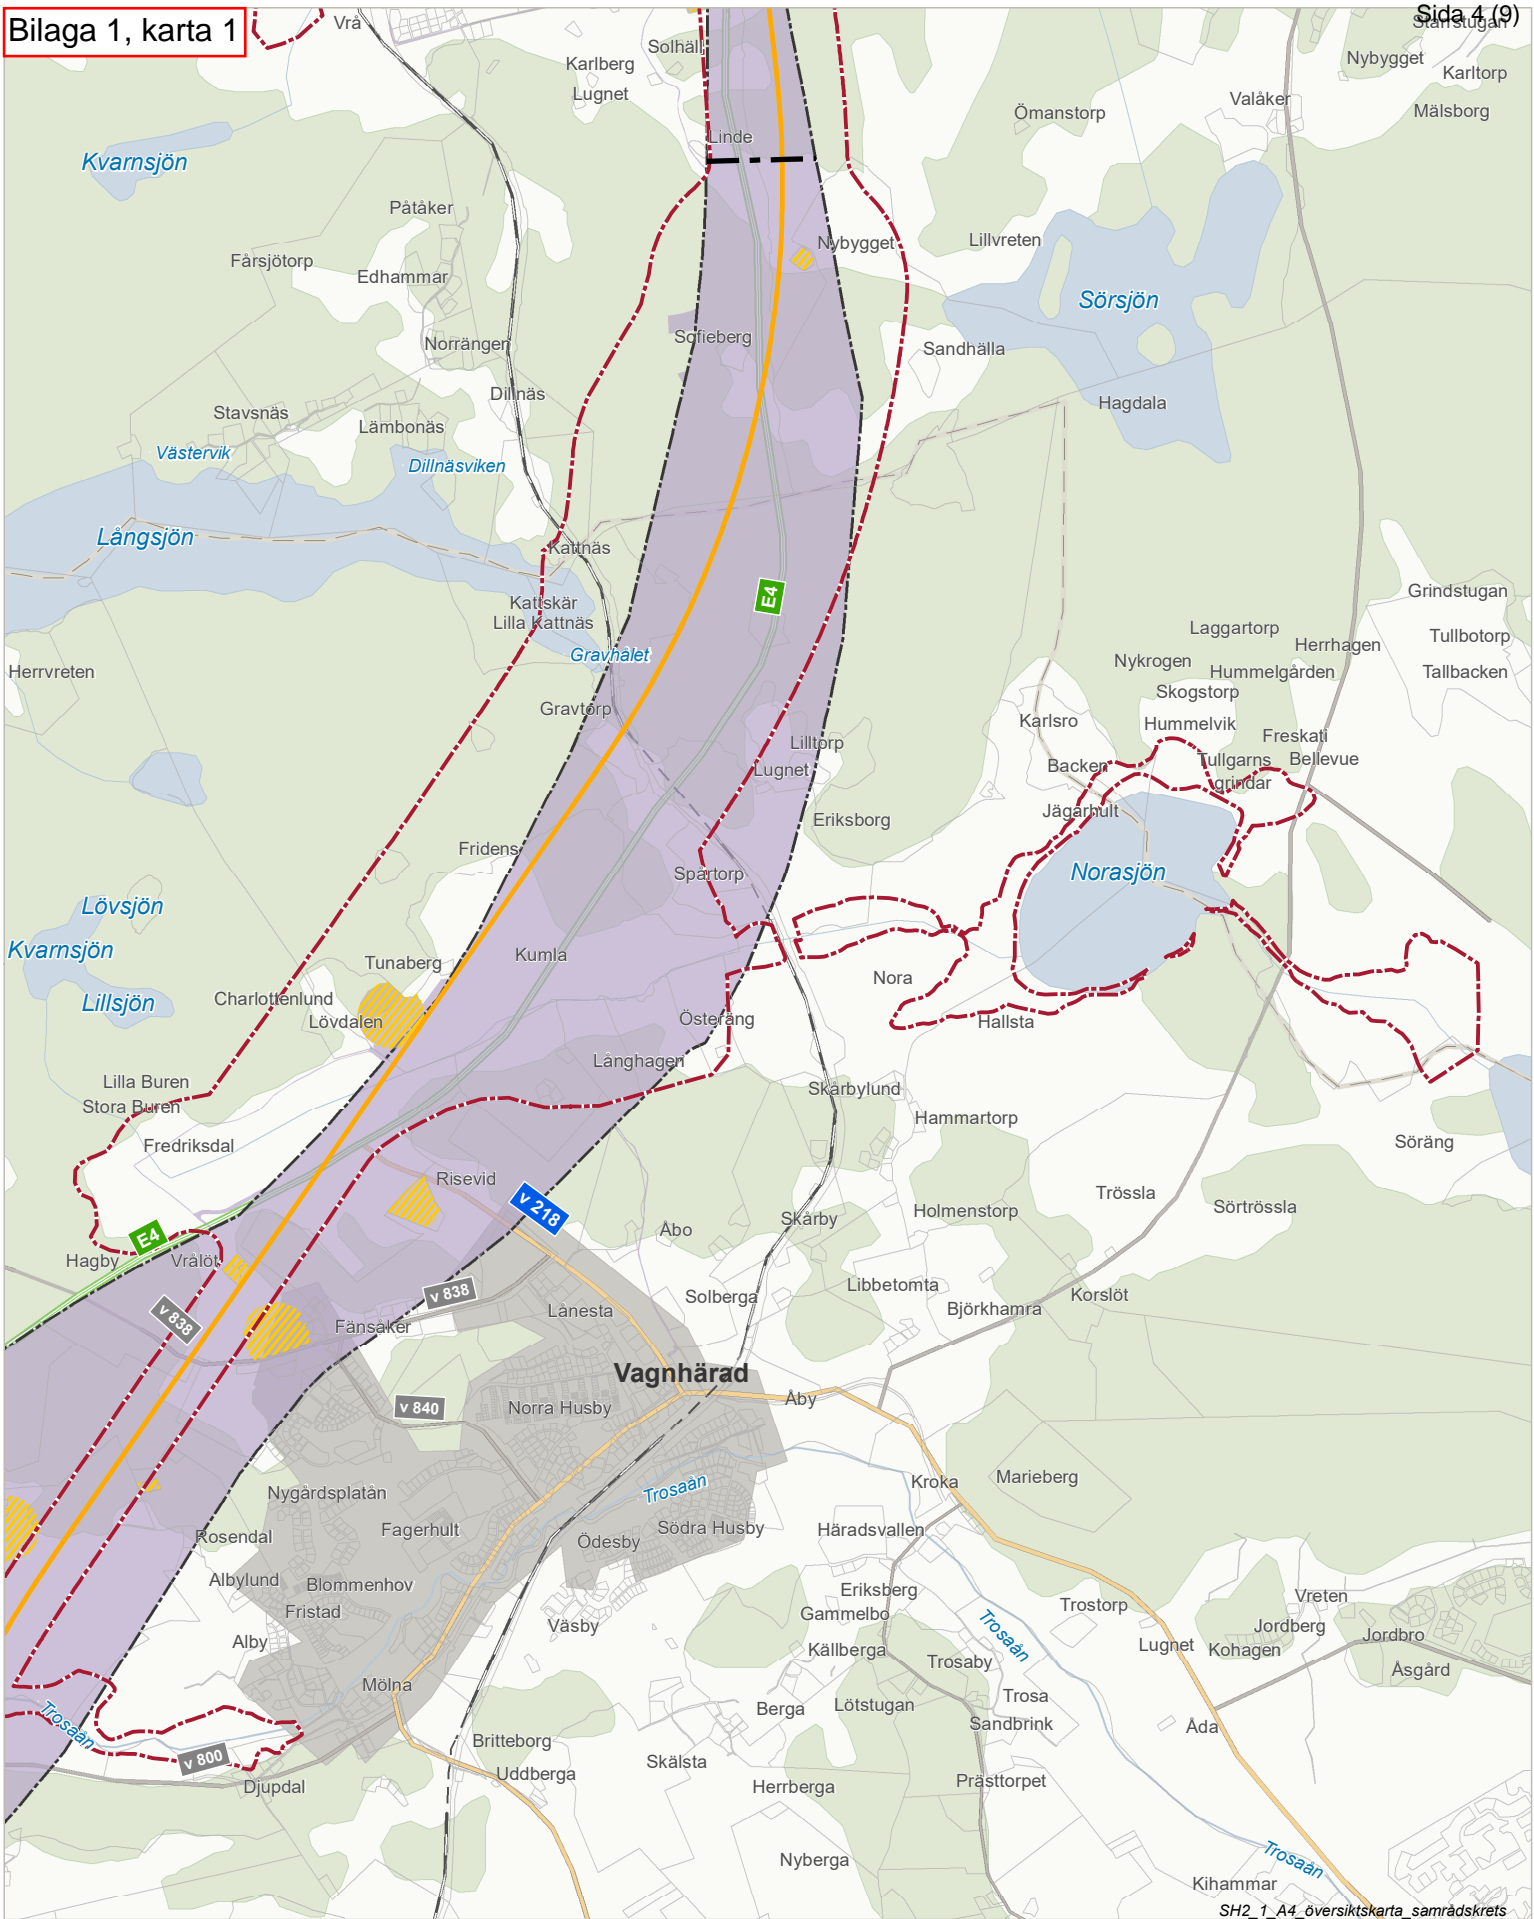 Bilaga 1, karta 1
Sida 4 (9)
Starrstugan
Vrå
Solhäll
Karlberg
Lugnet
Nybygget
Karltorp
Valåker
Mälsborg
Ömanstorp
Linde
Kvarnsjön
Påtåker
Fårsjötorp
Edhammar
Nybygget
Lillvreten
Sörsjön
Norrängen
Sofieberg
Sandhälla
Dillnäs
Hagdala
Stavsnäs
Lämbonäs
Västervik
Dillnäsviken
Långsjön
Kattnäs
E4
Kattskär
Lilla Kattnäs
Grindstugan
Laggartorp
Tullbotorp
Herrhagen
Gravhålet
Nykrogen
Hummelgården
Tallbacken
Herrvreten
Skogstorp
Gravtorp
Karlsro
Hummelvik
Freskati
Lilltorp
Lugnet
Backen
Tullgarns
grindar
Bellevue
Jägarhult
Eriksborg
Fridens
Spårtorp
Norasjön
Lövsjön
Kvarnsjön
Kumla
Tunaberg
Nora
Lillsjön
Charlottenlund
Lövdalen
Österäng
Hallsta
Långhagen
Lilla Buren
Stora Buren
Skårbylund
Fredriksdal
Hammartorp
Söräng
Risevid
v 218
Trössla
Sörtrössla
Holmenstorp
Åbo
Skårby
E4
Hagby
Vrålöt
v 838
Libbetomta
Solberga
Björkhamra
Korslöt
v 838
Lånesta
Fänsåker
Vagnhärad
Åby
v 840
Norra Husby
Trosaån
Kroka
Marieberg
Nygårdsplatån
Rosendal
Fagerhult
Södra Husby
Häradsvallen
Ödesby
Albylund
Blommenhov
Eriksberg
Fristad
Gammelbo
Vreten
Trostorp
Väsby
Trosaån
Jordberg
Jordbro
Alby
Källberga
Lugnet
Kohagen
Trosaby
Åsgård
Mölna
Trosa
Berga
Lötstugan
Sandbrink
Åda
Trosaån
Britteborg
v 800
Skälsta
Uddberga
Djupdal
Herrberga
Prästtorpet
Nyberga
Trosaån
Kihammar
SH2_1_A4_översiktskarta_samrådskrets